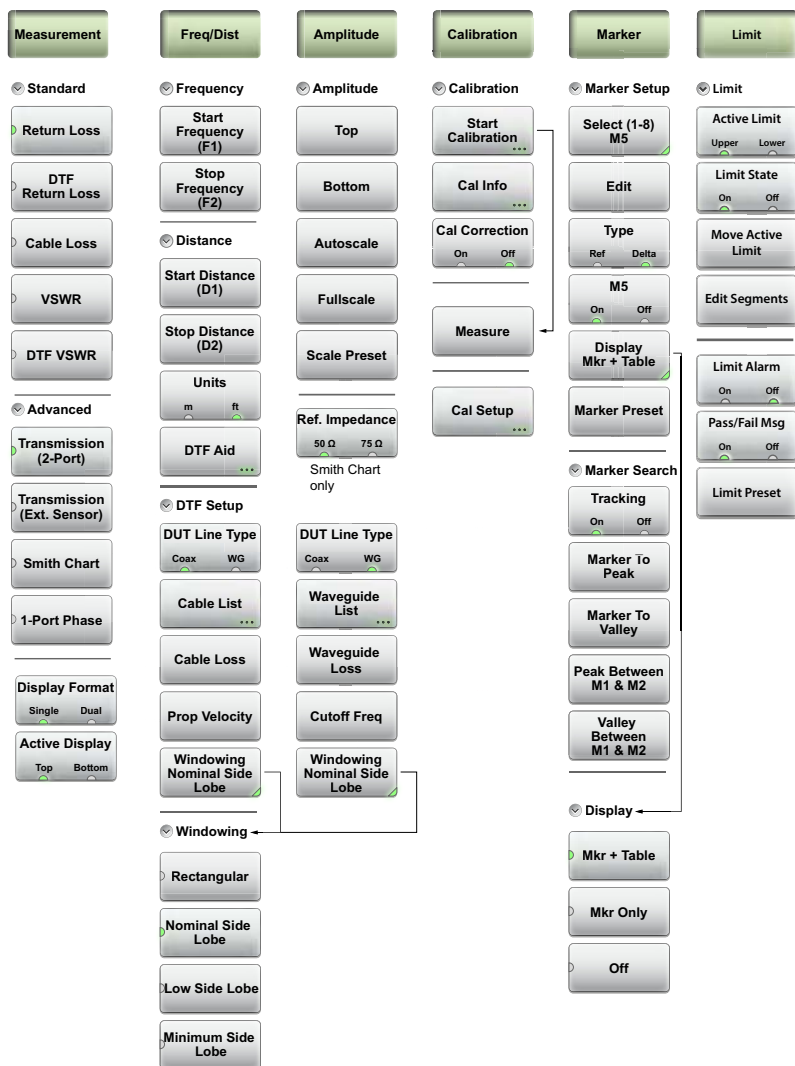 Measurement
Standard
Return Loss
DTF
Return Loss
Cable Loss
VSWR
DTF VSWR
Advanced
Transmission
(2-Port)
Transmission
(Ext. Sensor)
Smith Chart
1-Port Phase
Display Format
Single Dual
Active Display
Top Bottom
Freq/Dist
Frequency
Start
Frequency
(F1)
Stop
Frequency
(F2)
Distance
Start Distance
(D1)
Stop Distance
(D2)
Units
m ft
DTF Aid
DTF Setup
DUT Line Type
Coax WG
Cable List
Cable Loss
Prop Velocity
Windowing
Nominal Side
Lobe
Windowing
Rectangular
Nominal Side
Lobe
Low Side Lobe
Minimum Side
Lobe
Amplitude
Amplitude
Top
Bottom
Autoscale
Fullscale
Scale Preset
Ref. Impedance
50 Ω 75 Ω
Smith Chart
only
DUT Line Type
Coax WG
Waveguide
List
Waveguide
Loss
Cutoff Freq
Windowing
Nominal Side
Lobe
Calibration
Calibration
Start
Calibration
Cal Info
Cal Correction
On Off
Measure
Cal Setup
Marker
Marker Setup
Select (1-8)
M5
Edit
Type
Ref Delta
M5
On Off
Display
Mkr + Table
Marker Preset
Marker Search
Tracking
On Off
Marker To
Peak
Marker To
Valley
Peak Between
M1 & M2
Valley
Between
M1 & M2
Display
Mkr + Table
Mkr Only
Off
Limit
Limit
Active Limit
Upper Lower
Limit State
On Off
Move Active
Limit
Edit Segments
Limit Alarm
On Off
Pass/Fail Msg
On Off
Limit Preset